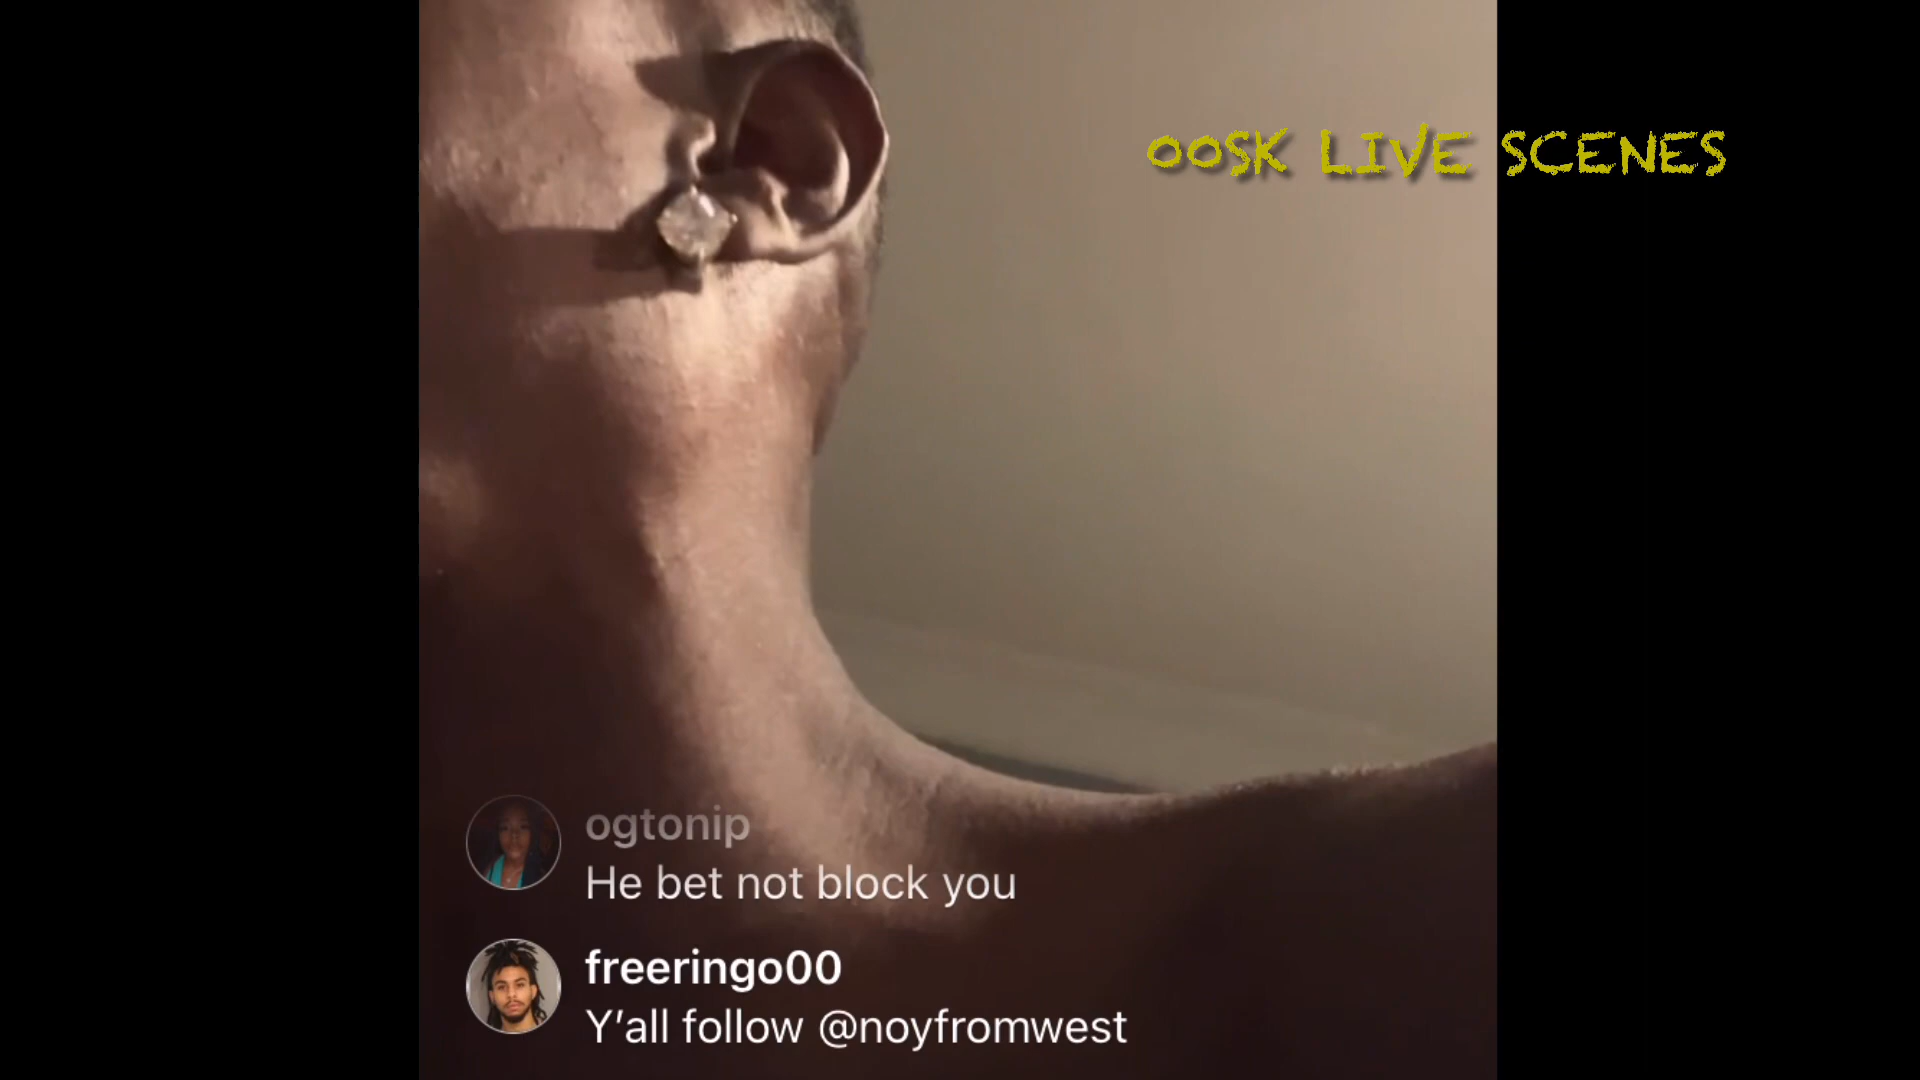 OOSK LIVE SCENES
ogtonip
He bet not block you
freeringo00
Y'all follow @noyfromwest